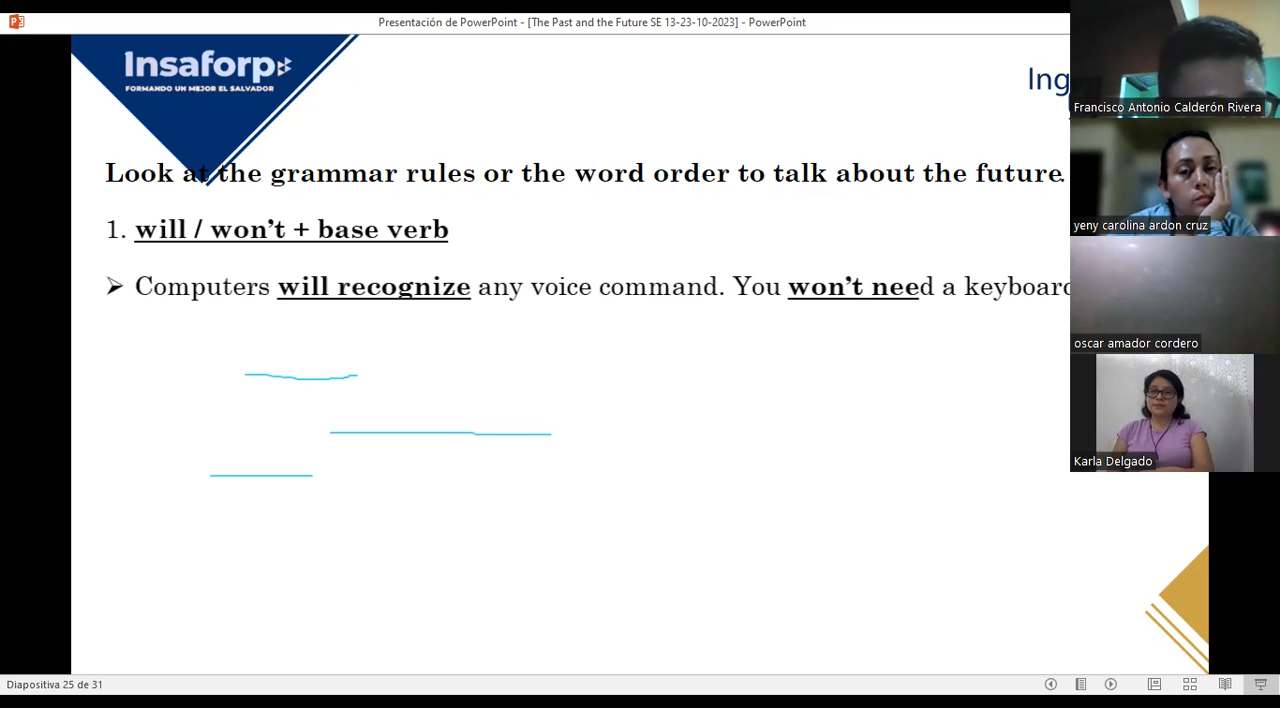 Presentación de PowerPoint - [The Past and the Future SE 13-23-10-2023] - PowerPoint
Insaforp
FORMANDO UN MEJOR EL SALVADOR
Ing
Francisco Antonio Calderón Rivera
Look at the grammar rules or the word order to talk about the future.
yeny carolina ardon cruz
1. will / won't + base verb
➢ Computers will recognize any voice command. You won't need a keyboard
oscar amador cordero
Karla Delgado
Diapositiva 25 de 31